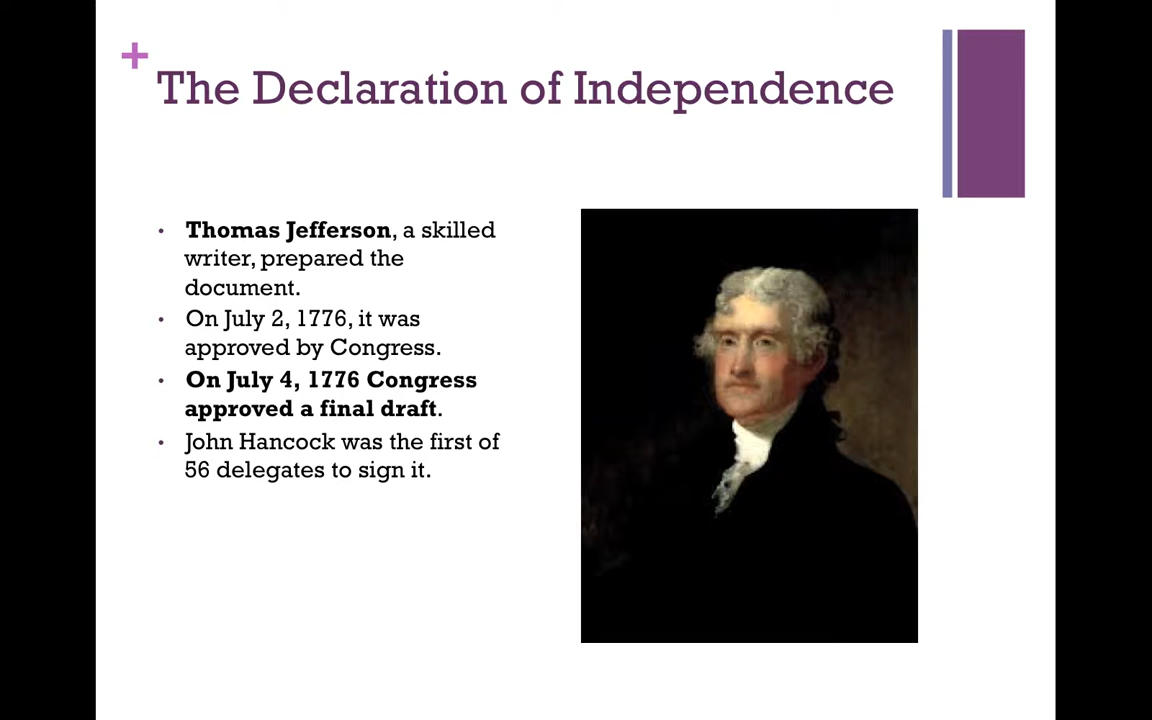 +
The Declaration of Independence
• Thomas Jefferson, a skilled
writer, prepared the
document.
• On July 2, 1776, it was
approved by Congress.
• On July 4, 1776 Congress
approved a final draft.
• John Hancock was the first of
56 delegates to sign it.